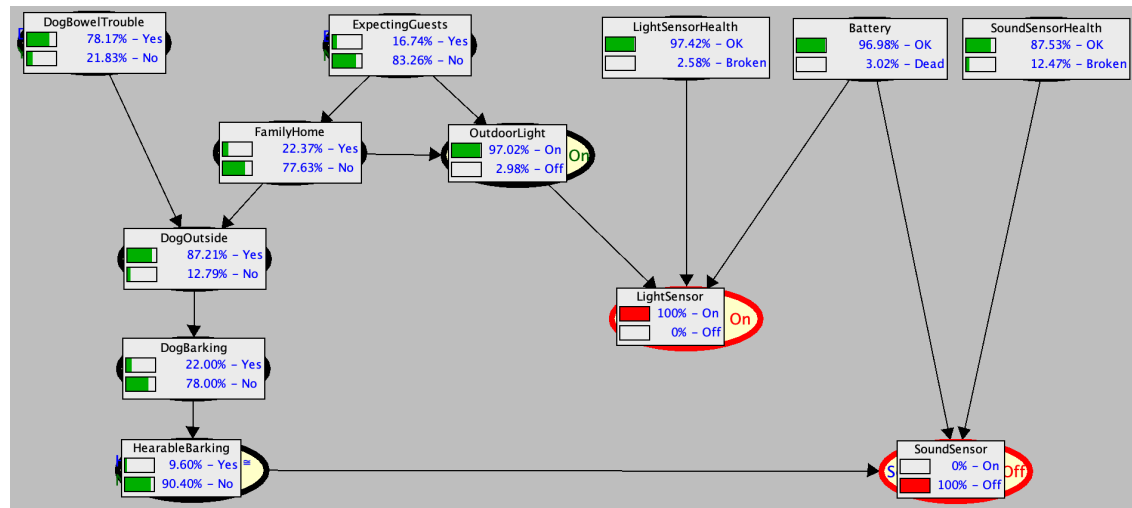 DogBowelTrouble
78.17% – Yes
21.83% – No
ExpectingGuests
16.74% – Yes
83.26% – No
LightSensorHealth
97.42% – OK
2.58% – Broken
Battery
96.98% – OK
3.02% – Dead
SoundSensorHealth
87.53% – OK
12.47% – Broken
FamilyHome
22.37% – Yes
77.63% – No
OutdoorLight
97.02% – On
2.98% – Off
On
DogOutside
87.21% – Yes
12.79% – No
LightSensor
100% – On
0% – Off
On
DogBarking
22.00% – Yes
78.00% – No
HearableBarking
9.60% – Yes
90.40% – No
SoundSensor
0% – On
100% – Off
Off